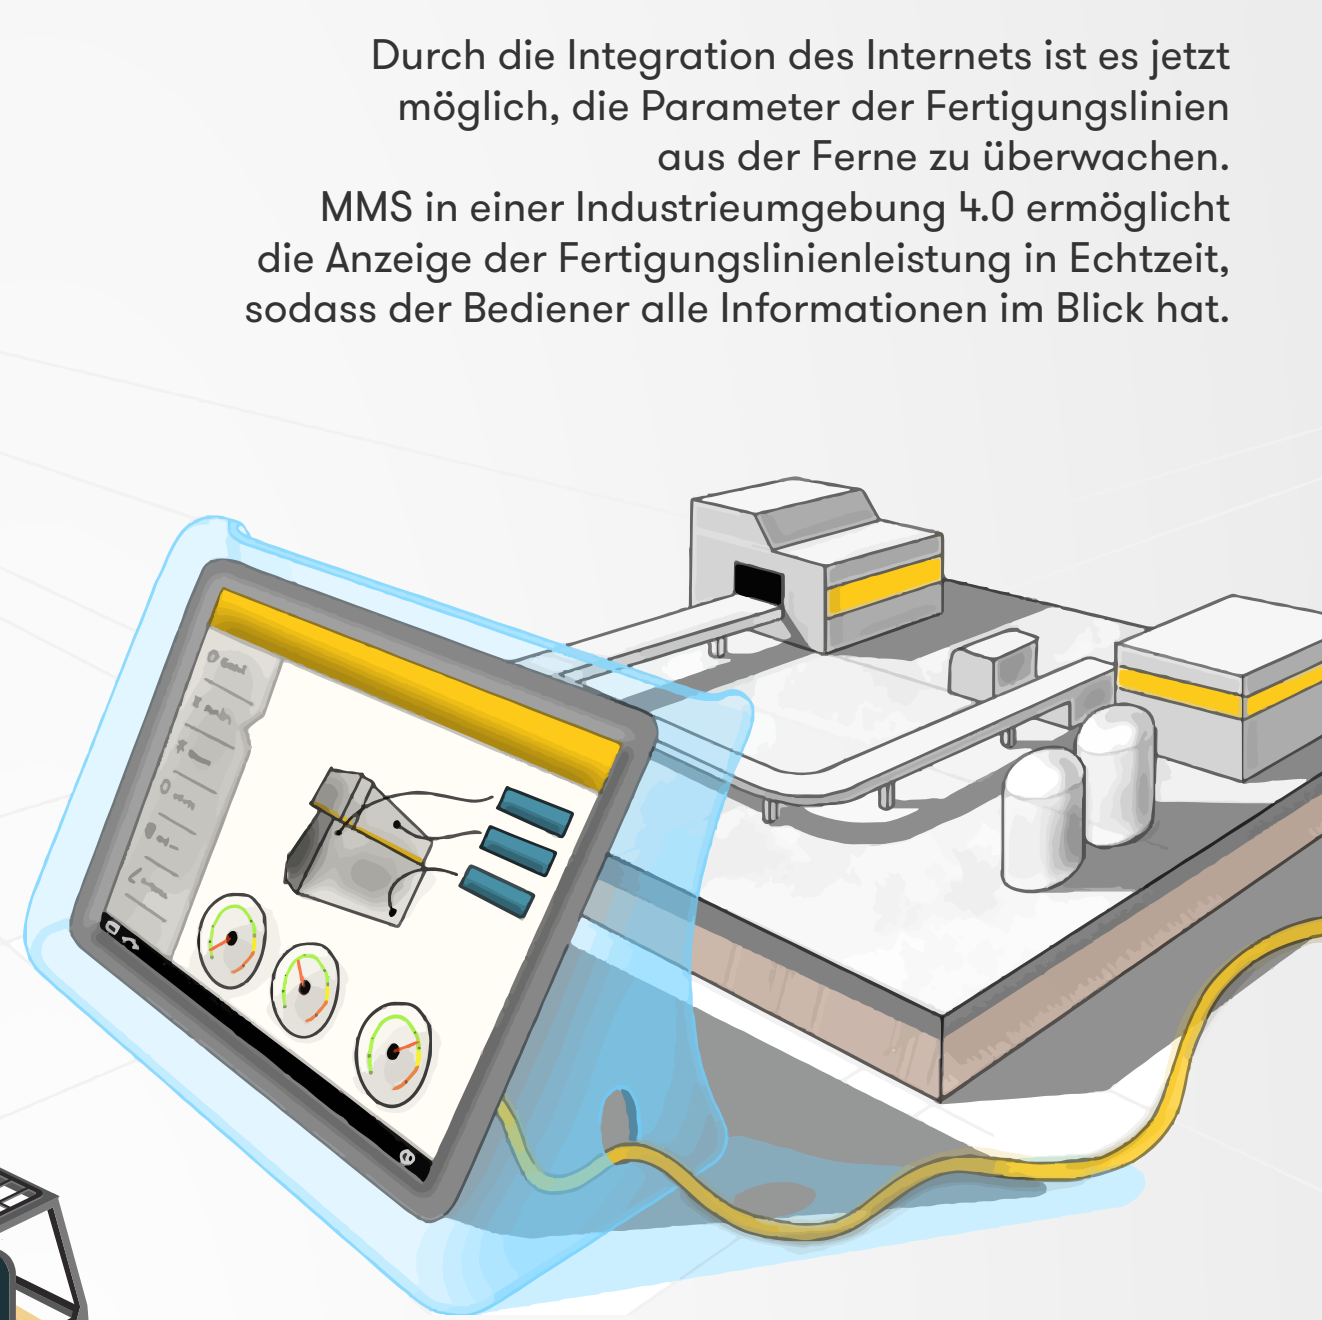 Durch die Integration des Internets ist es jetzt
möglich, die Parameter der Fertigungslinien
aus der Ferne zu überwachen.
MMS in einer Industrieumgebung 4.0 ermöglicht
die Anzeige der Fertigungslinienleistung in Echtzeit,
sodass der Bediener alle Informationen im Blick hat.